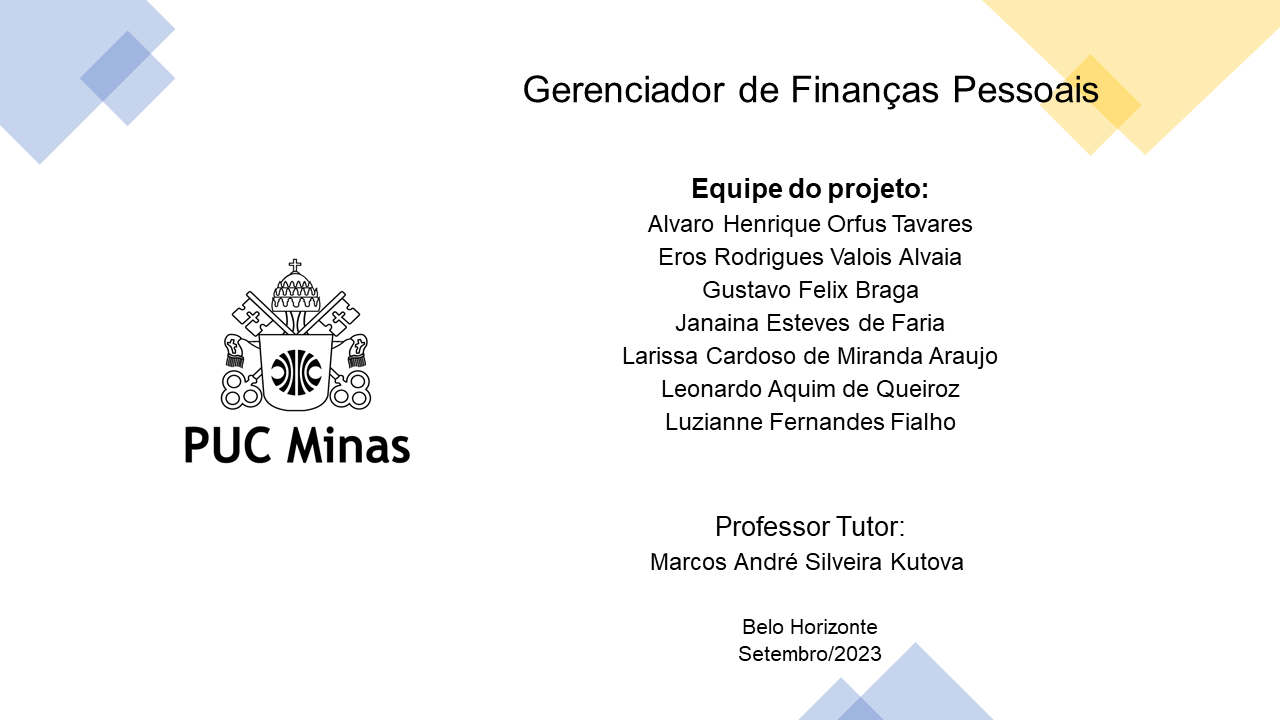 Gerenciador de Finanças Pessoais
Equipe do projeto:
Alvaro Henrique Orfus Tavares
Eros Rodrigues Valois Alvaia
Gustavo Felix Braga
Janaina Esteves de Faria
Larissa Cardoso de Miranda Araujo
Leonardo Aquim de Queiroz
Luzianne Fernandes Fialho
PUC Minas
Professor Tutor:
Marcos André Silveira Kutova
Belo Horizonte
Setembro/2023